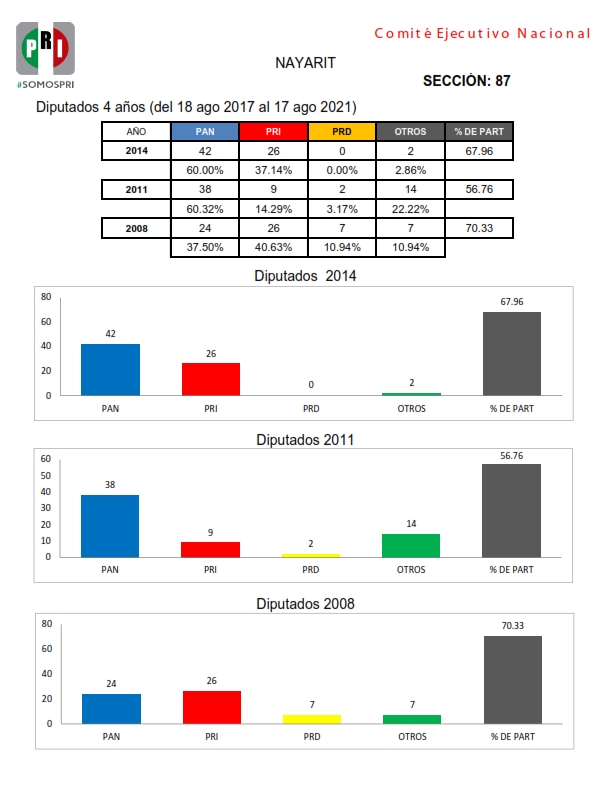 Comité Ejecutivo Nacional
PRI
#SOMOSPRI
NAYARIT
SECCIÒN: 87
Diputados 4 años (del 18 ago 2017 al 17 ago 2021)
AÑO PAN PRI PRD OTROS % DE PART
2014 42 26 0 2 67.96
60.00% 37.14% 0.00% 2.86%
2011 38 9 2 14 56.76
60.32% 14.29% 3.17% 22.22%
2008 24 26 7 7 70.33
37.50% 40.63% 10.94% 10.94%
Diputados 2014
80
60
40
20
0
42 26 0 2 67.96
PAN PRI PRD OTROS % DE PART
Diputados 2011
60
50
40
30
20
10
0
38 9 2 14 56.76
PAN PRI PRD OTROS % DE PART
Diputados 2008
80
60
40
20
0
24 26 7 7 70.33
PAN PRI PRD OTROS % DE PART